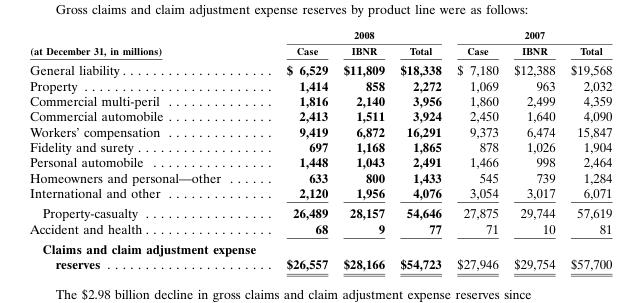 Gross claims and claim adjustment expense reserves by product line were as follows:
2008 2007
(at December 31, in millions) Case IBNR Total Case IBNR Total
General liability . . . . . . . . . . . . . . . . . . . . $ 6,529 $11,809 $18,338 $ 7,180 $12,388 $19,568
Property . . . . . . . . . . . . . . . . . . . . . . . . . 1,414 858 2,272 1,069 963 2,032
Commercial multi-peril . . . . . . . . . . . . . . 1,816 2,140 3,956 1,860 2,499 4,359
Commercial automobile . . . . . . . . . . . . . . 2,413 1,511 3,924 2,450 1,640 4,090
Workers’ compensation . . . . . . . . . . . . . . 9,419 6,872 16,291 9,373 6,474 15,847
Fidelity and surety . . . . . . . . . . . . . . . . . . 697 1,168 1,865 878 1,026 1,904
Personal automobile . . . . . . . . . . . . . . . . 1,448 1,043 2,491 1,466 998 2,464
Homeowners and personal—other . . . . . . 633 800 1,433 545 739 1,284
International and other . . . . . . . . . . . . . . 2,120 1,956 4,076 3,054 3,017 6,071
Property-casualty . . . . . . . . . . . . . . . . . 26,489 28,157 54,646 27,875 29,744 57,619
Accident and health . . . . . . . . . . . . . . . . . 68 9 77 71 10 81
Claims and claim adjustment expense
reserves . . . . . . . . . . . . . . . . . . . . . . $26,557 $28,166 $54,723 $27,946 $29,754 $57,700
The $2.98 billion decline in gross claims and claim adjustment expense reserves since